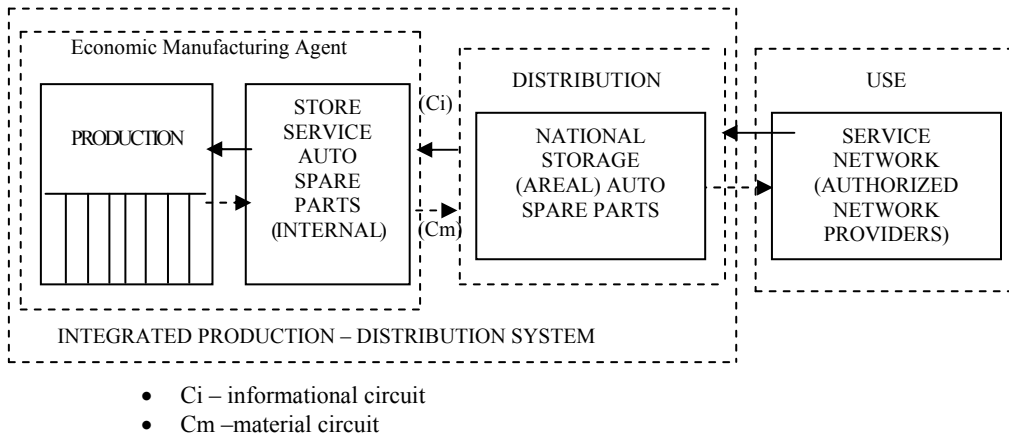 Economic Manufacturing Agent
PRODUCTION
STORE
SERVICE
AUTO
SPARE
PARTS
(INTERNAL)
(Ci)
(Cm)
DISTRIBUTION
NATIONAL
STORAGE
(AREAL) AUTO
SPARE PARTS
USE
SERVICE
NETWORK
(AUTHORIZED
NETWORK
PROVIDERS)
INTEGRATED PRODUCTION – DISTRIBUTION SYSTEM
• Ci – informational circuit
• Cm –material circuit